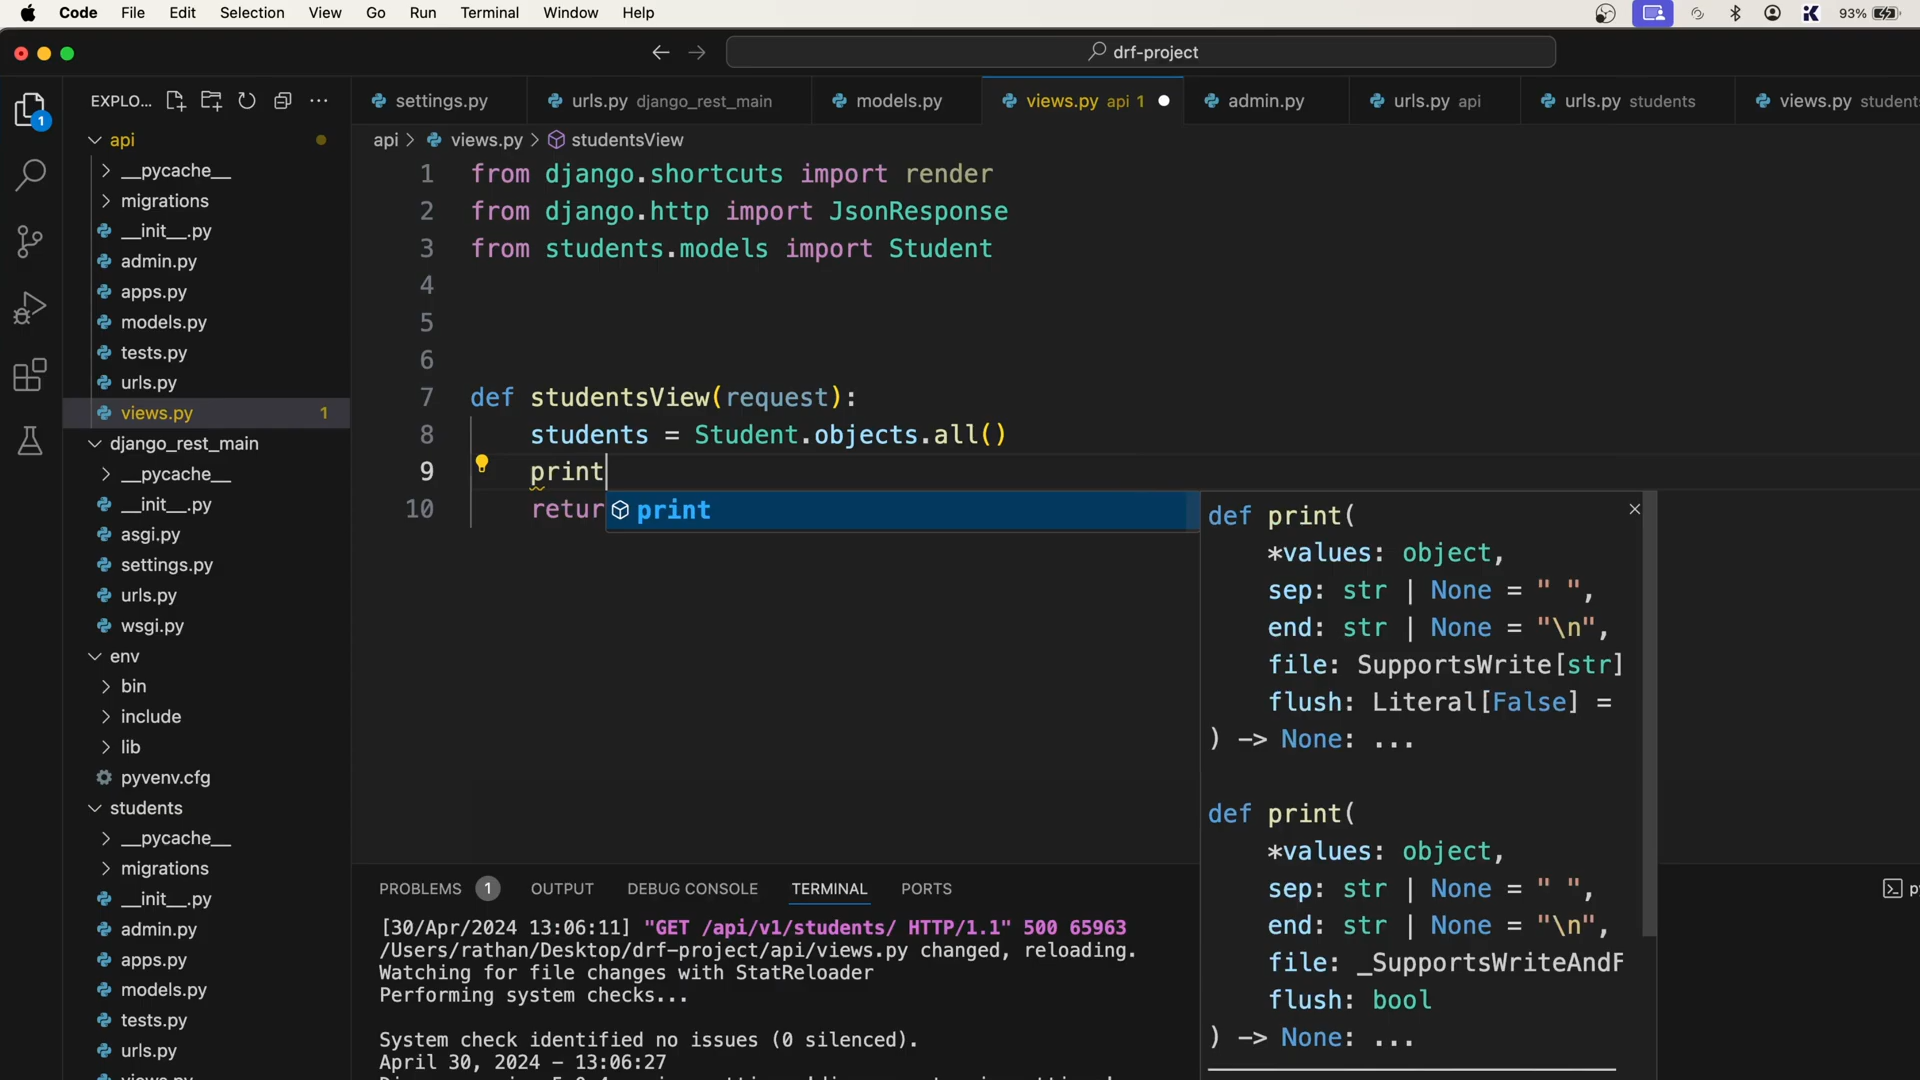 Code File Edit Selection View Go Run Terminal Window Help 93%
drf-project
EXPLO...
settings.py
urls.py django_rest_main
models.py
views.py api 1
admin.py
urls.py api
urls.py students
views.py student
api > views.py > studentsView
1
api
__pycache__
migrations
__init__.py
admin.py
apps.py
models.py
tests.py
urls.py
views.py 1
django_rest_main
__pycache__
__init__.py
asgi.py
settings.py
urls.py
wsgi.py
env
bin
include
lib
pyvenv.cfg
students
__pycache__
migrations
__init__.py
admin.py
apps.py
models.py
tests.py
urls.py
views.py
1 from django.shortcuts import render
2 from django.http import JsonResponse
3 from students.models import Student
4
5
6
7 def studentsView(request):
8 students = Student.objects.all()
9 print
10 retur
print
def print(
*values: object,
sep: str | None = " ",
end: str | None = "\n",
file: SupportsWrite[str]
flush: Literal[False] =
) -> None: ...
def print(
*values: object,
sep: str | None = " ",
end: str | None = "\n",
file: _SupportsWriteAndF
flush: bool
) -> None: ...
PROBLEMS 1 OUTPUT DEBUG CONSOLE TERMINAL PORTS
[30/Apr/2024 13:06:11] "GET /api/v1/students/ HTTP/1.1" 500 65963
/Users/rathan/Desktop/drf-project/api/views.py changed, reloading.
Watching for file changes with StatReloader
Performing system checks...
System check identified no issues (0 silenced).
April 30, 2024 - 13:06:27